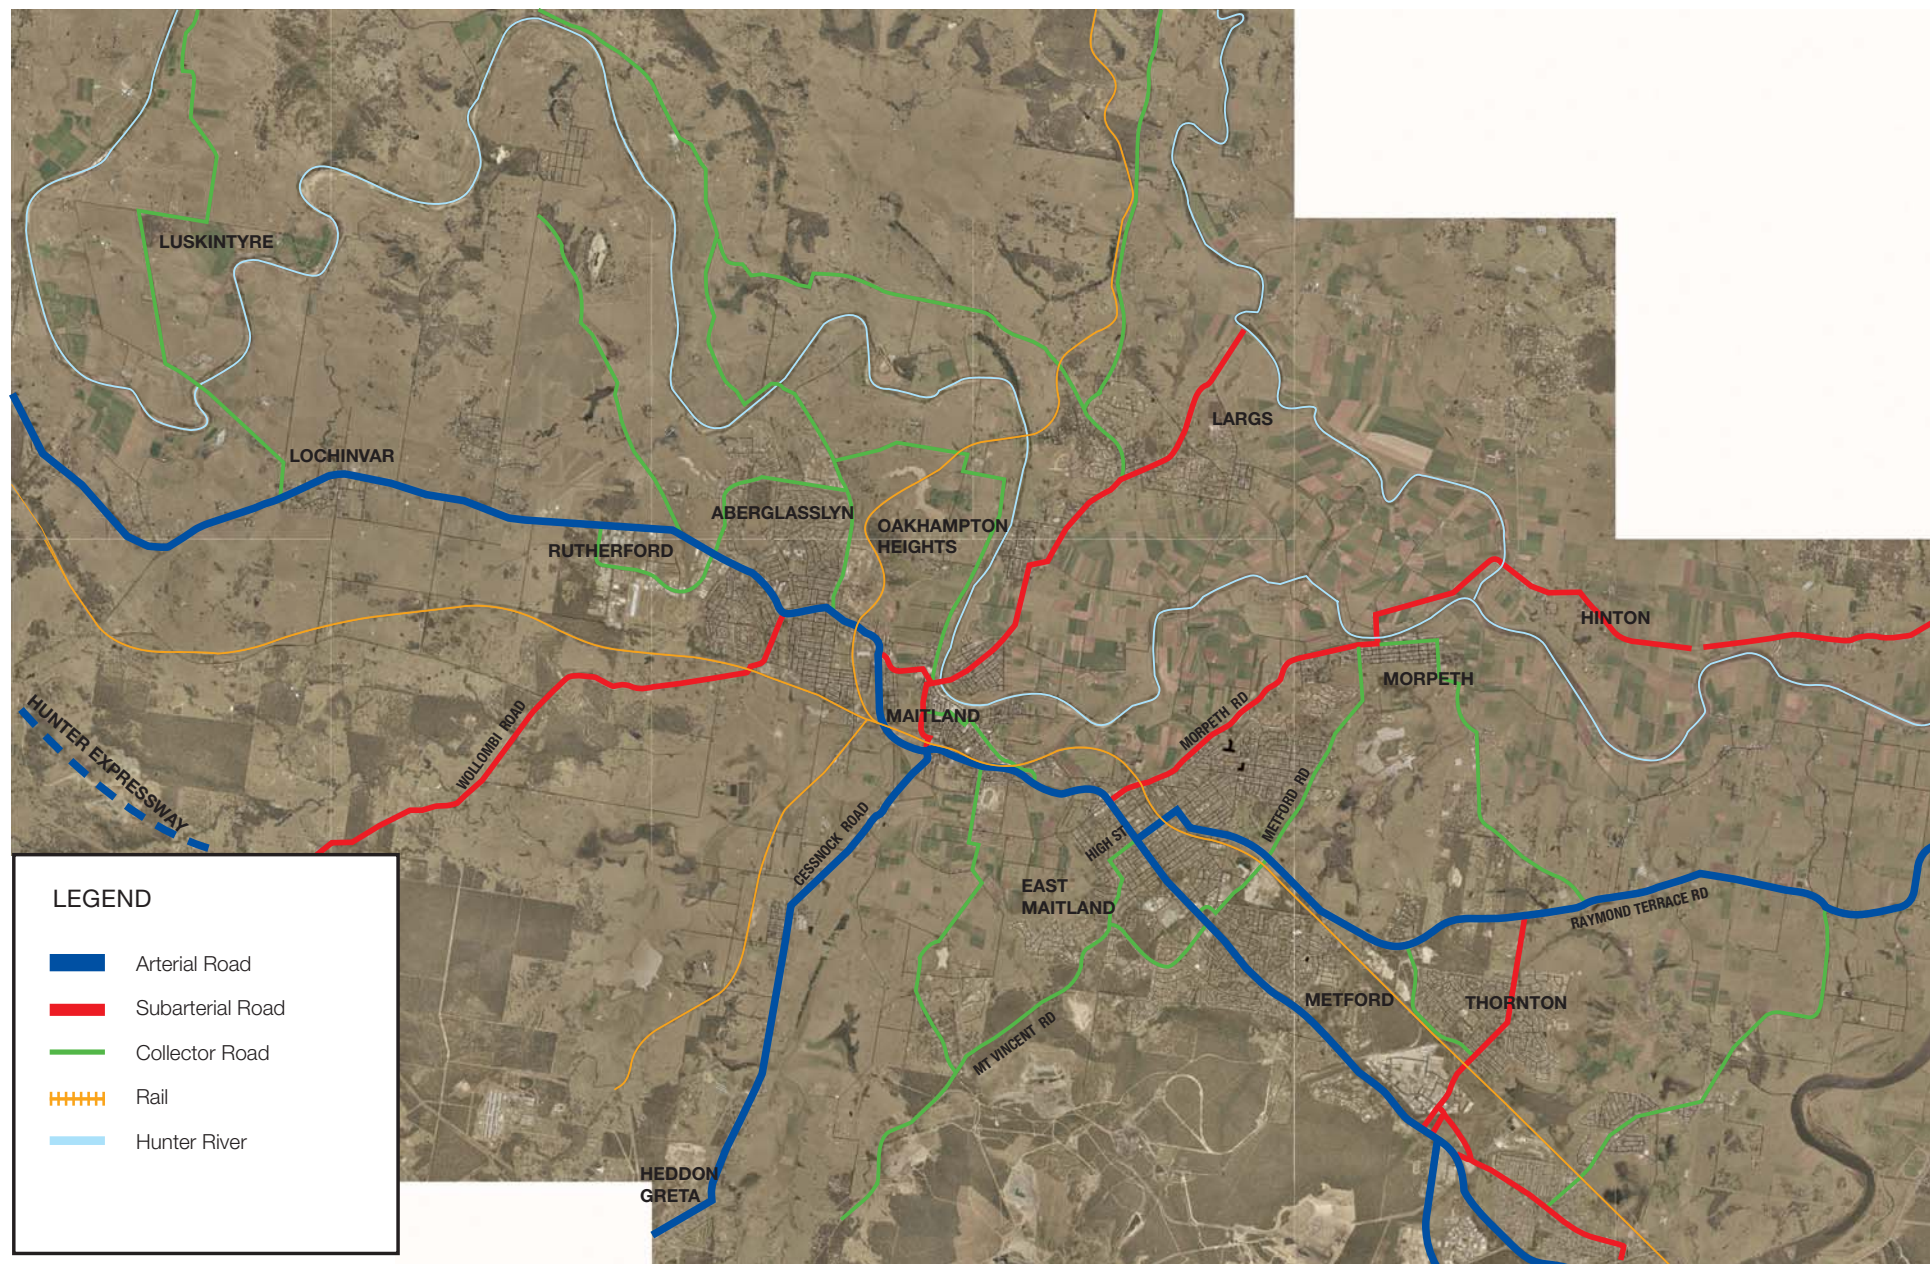 LUSKINTYRE
LOCHINVAR
LARGS
ABERGLASSLYN
OAKHAMPTON
HEIGHTS
RUTHERFORD
HINTON
MORPETH
MAITLAND
MORPETH RD
WOLLOMBI ROAD
HUNTER EXPRESSWAY
METFORD RD
CESSNOCK ROAD
HIGH ST
EAST
MAITLAND
RAYMOND TERRACE RD
METFORD
THORNTON
MT VINCENT RD
HEDDON
GRETA
LEGEND
Arterial Road
Subarterial Road
Collector Road
Rail
Hunter River